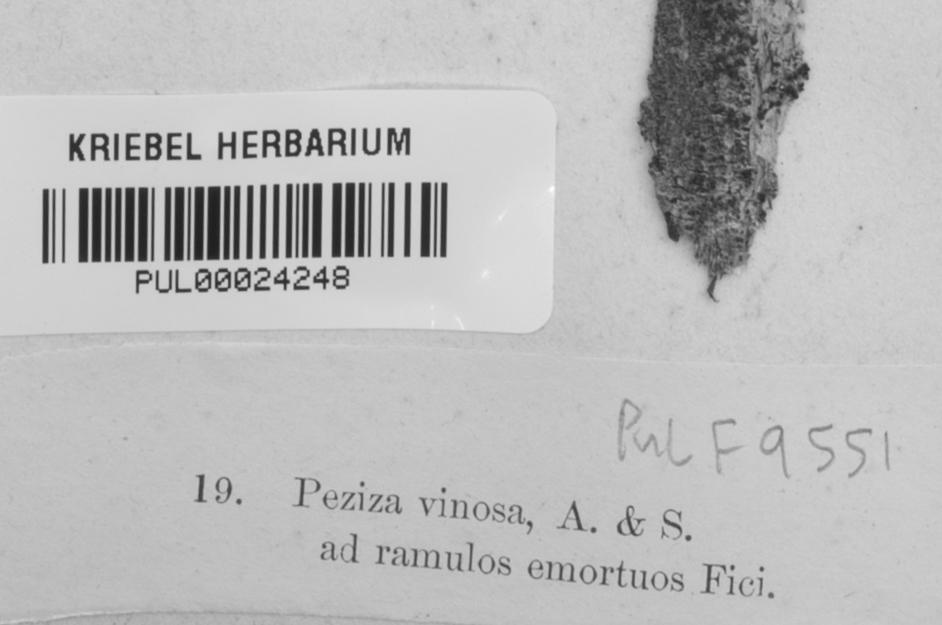 KRIEBEL HERBARIUM
PUL00024248
Pul F9551
19. Peziza vinosa, A. & S.
ad ramulos emortuos Fici.